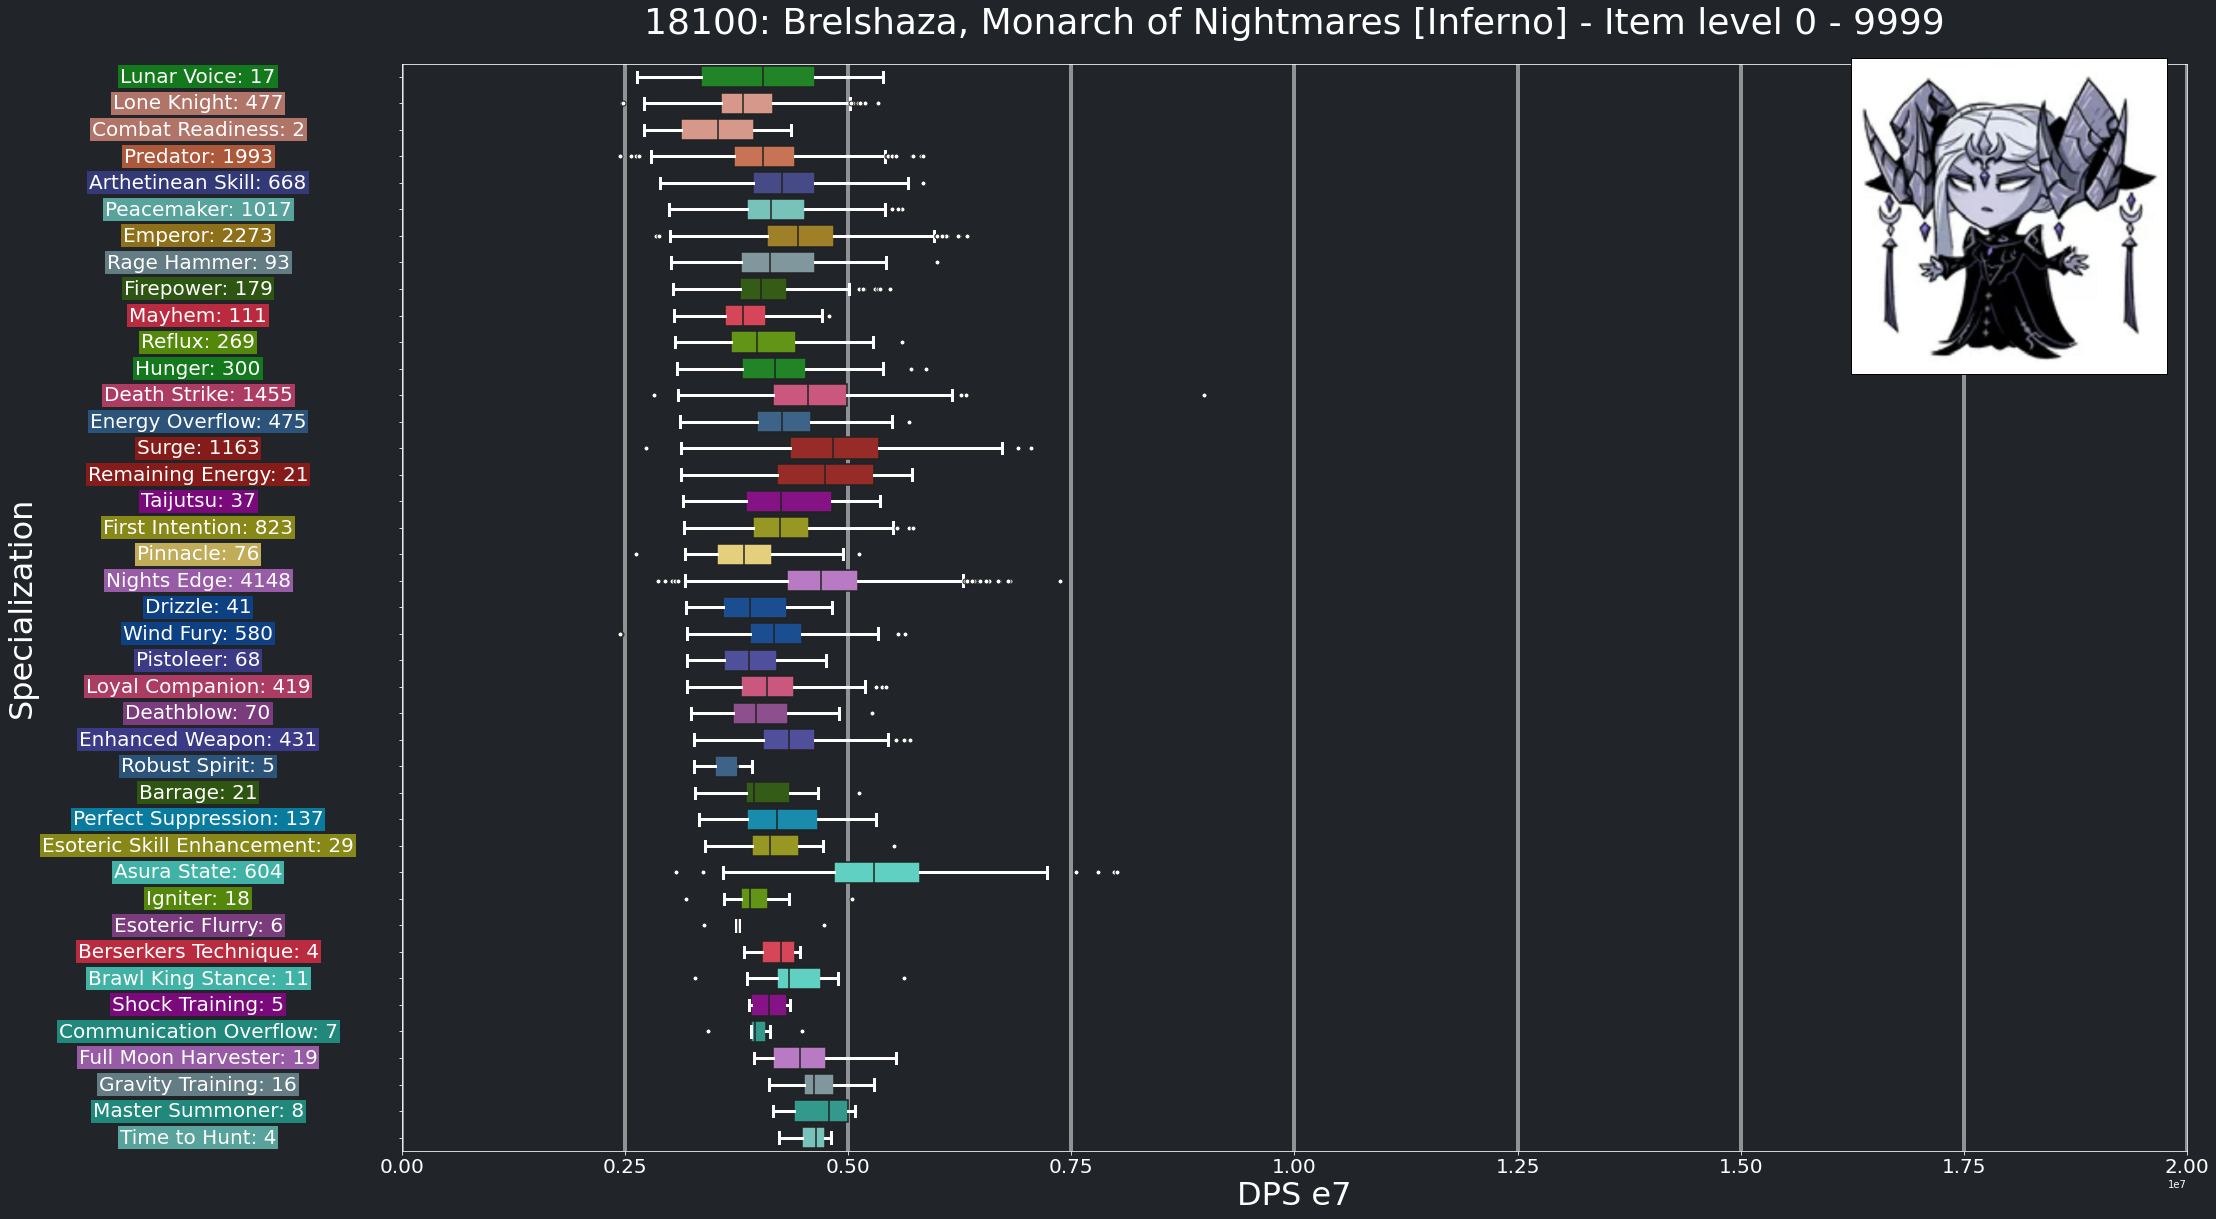 18100: Brelshaza, Monarch of Nightmares [Inferno] - Item level 0 - 9999
Specialization
Lunar Voice: 17
Lone Knight: 477
Combat Readiness: 2
Predator: 1993
Arthetinean Skill: 668
Peacemaker: 1017
Emperor: 2273
Rage Hammer: 93
Firepower: 179
Mayhem: 111
Reflux: 269
Hunger: 300
Death Strike: 1455
Energy Overflow: 475
Surge: 1163
Remaining Energy: 21
Taijutsu: 37
First Intention: 823
Pinnacle: 76
Nights Edge: 4148
Drizzle: 41
Wind Fury: 580
Pistoleer: 68
Loyal Companion: 419
Deathblow: 70
Enhanced Weapon: 431
Robust Spirit: 5
Barrage: 21
Perfect Suppression: 137
Esoteric Skill Enhancement: 29
Asura State: 604
Igniter: 18
Esoteric Flurry: 6
Berserkers Technique: 4
Brawl King Stance: 11
Shock Training: 5
Communication Overflow: 7
Full Moon Harvester: 19
Gravity Training: 16
Master Summoner: 8
Time to Hunt: 4
0.00 0.25 0.50 0.75 1.00 1.25 1.50 1.75 2.00
1e7
DPS e7